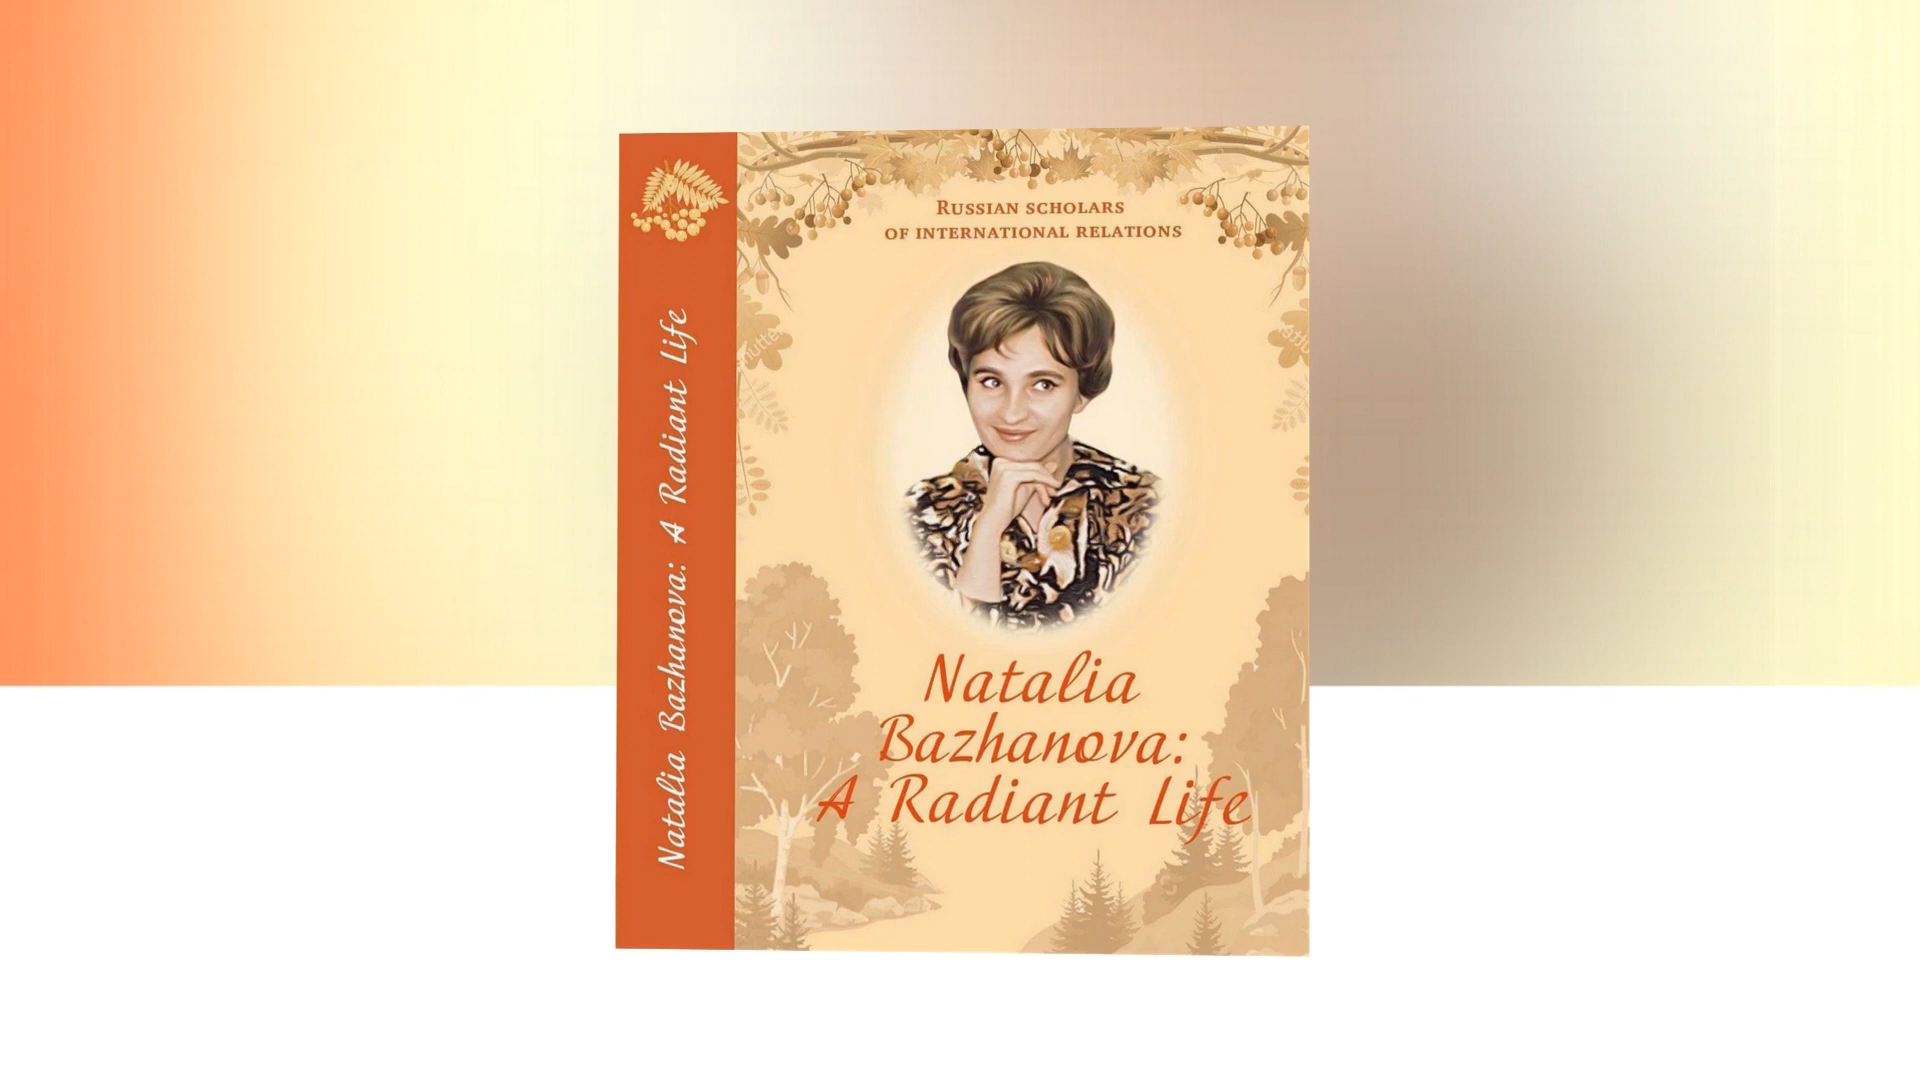 Natalia Bazhanova: A Radiant Life
RUSSIAN SCHOLARS
OF INTERNATIONAL RELATIONS
Natalia
Bazhanova:
A Radiant Life